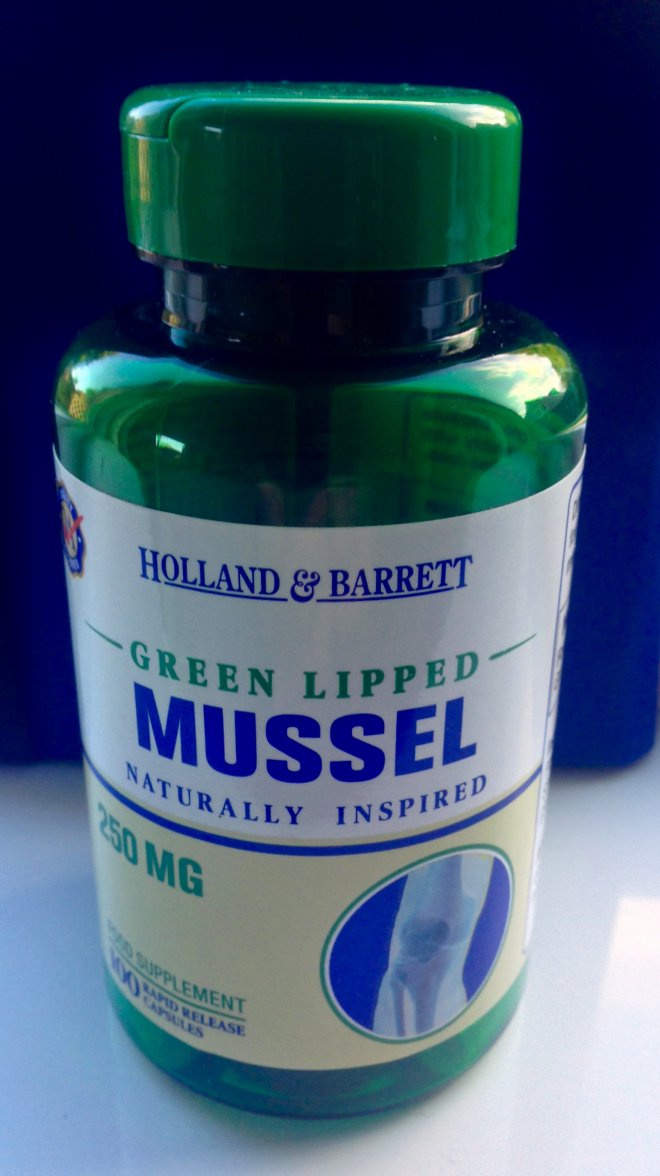 HOLLAND & BARRETT
GREEN LIPPED
MUSSEL
NATURALLY INSPIRED
250 MG
FOOD SUPPLEMENT
100 RAPID RELEASE
CAPSULES